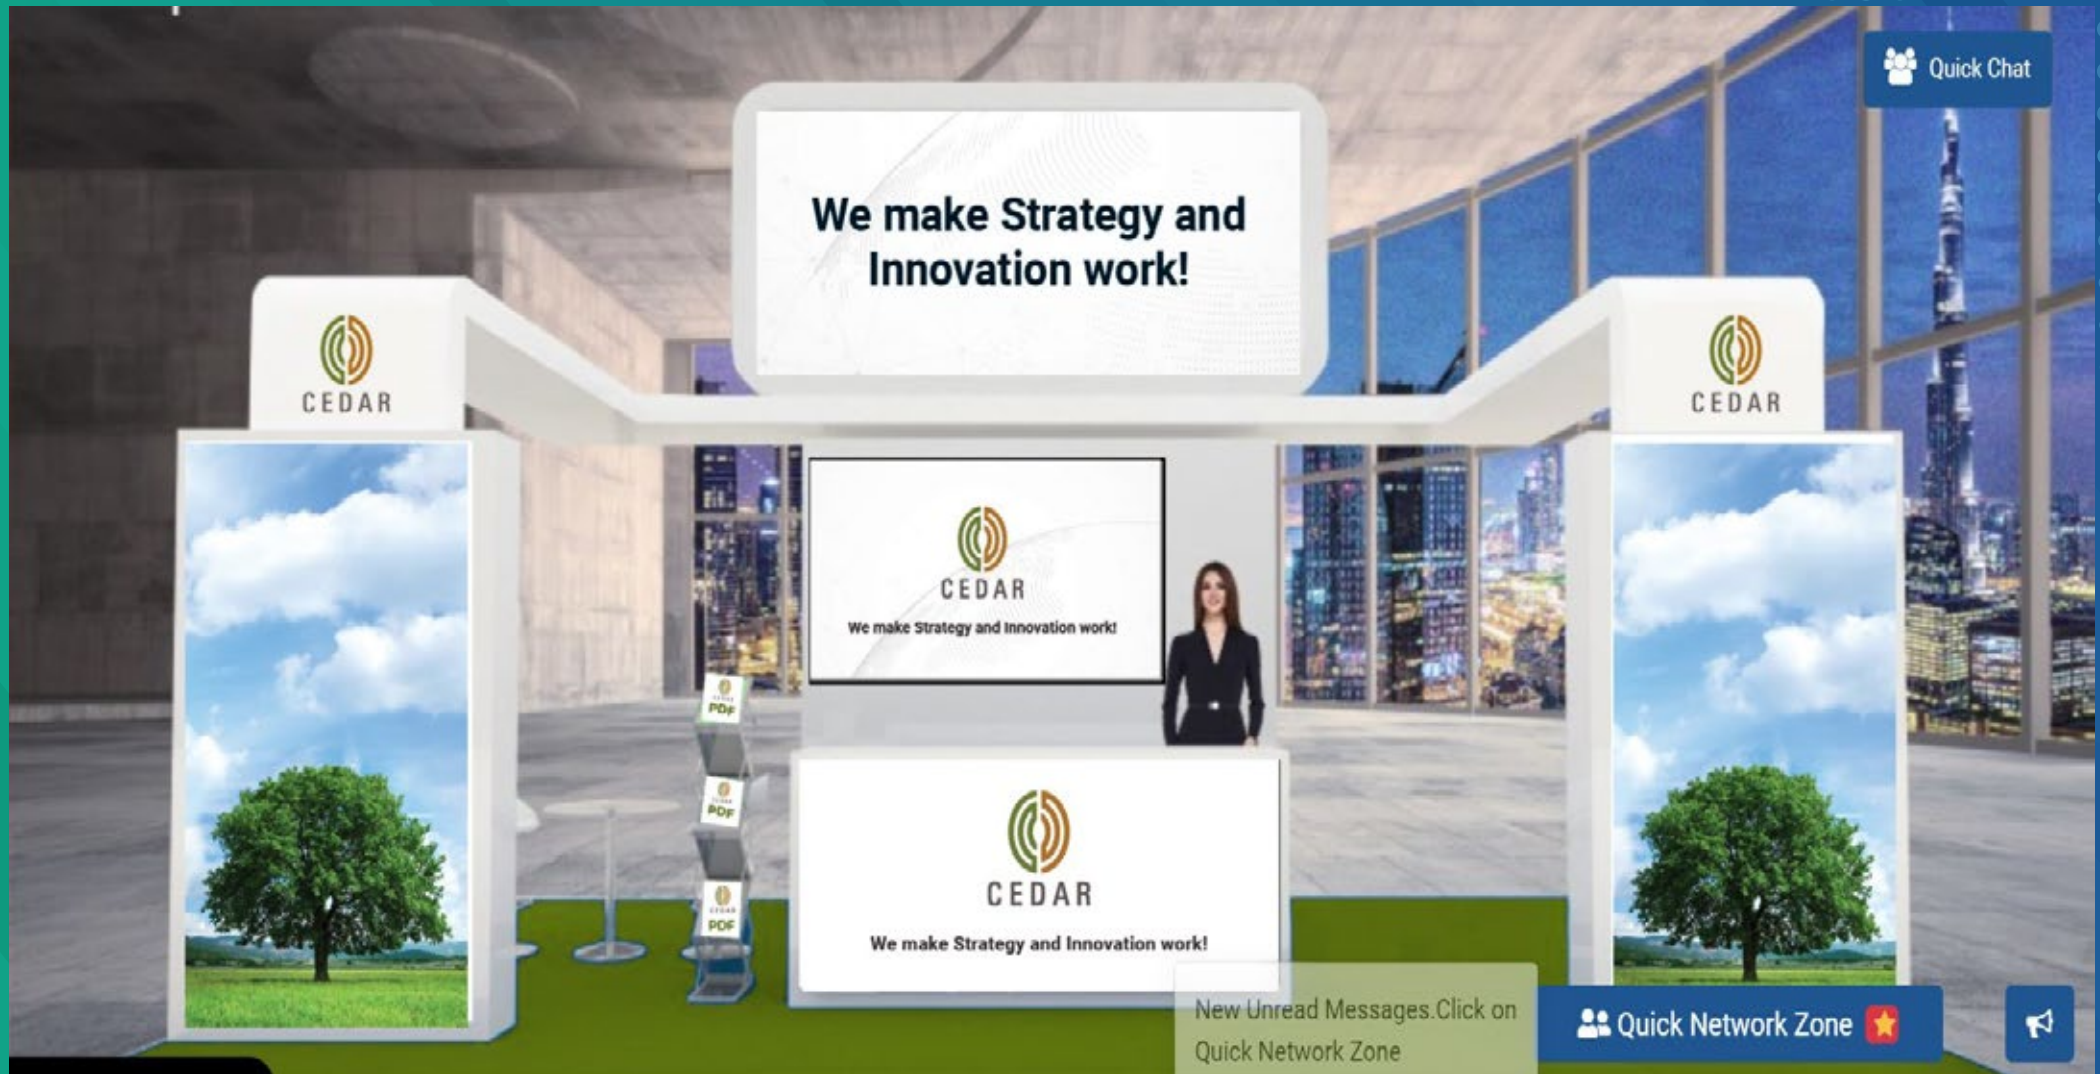 Quick Chat
We make Strategy and
Innovation work!
CEDAR
CEDAR
CEDAR
We make Strategy and Innovation work!
PDF
PDF
CEDAR
PDF
CEDAR
We make Strategy and Innovation work!
New Unread Messages.Click on
Quick Network Zone
Quick Network Zone